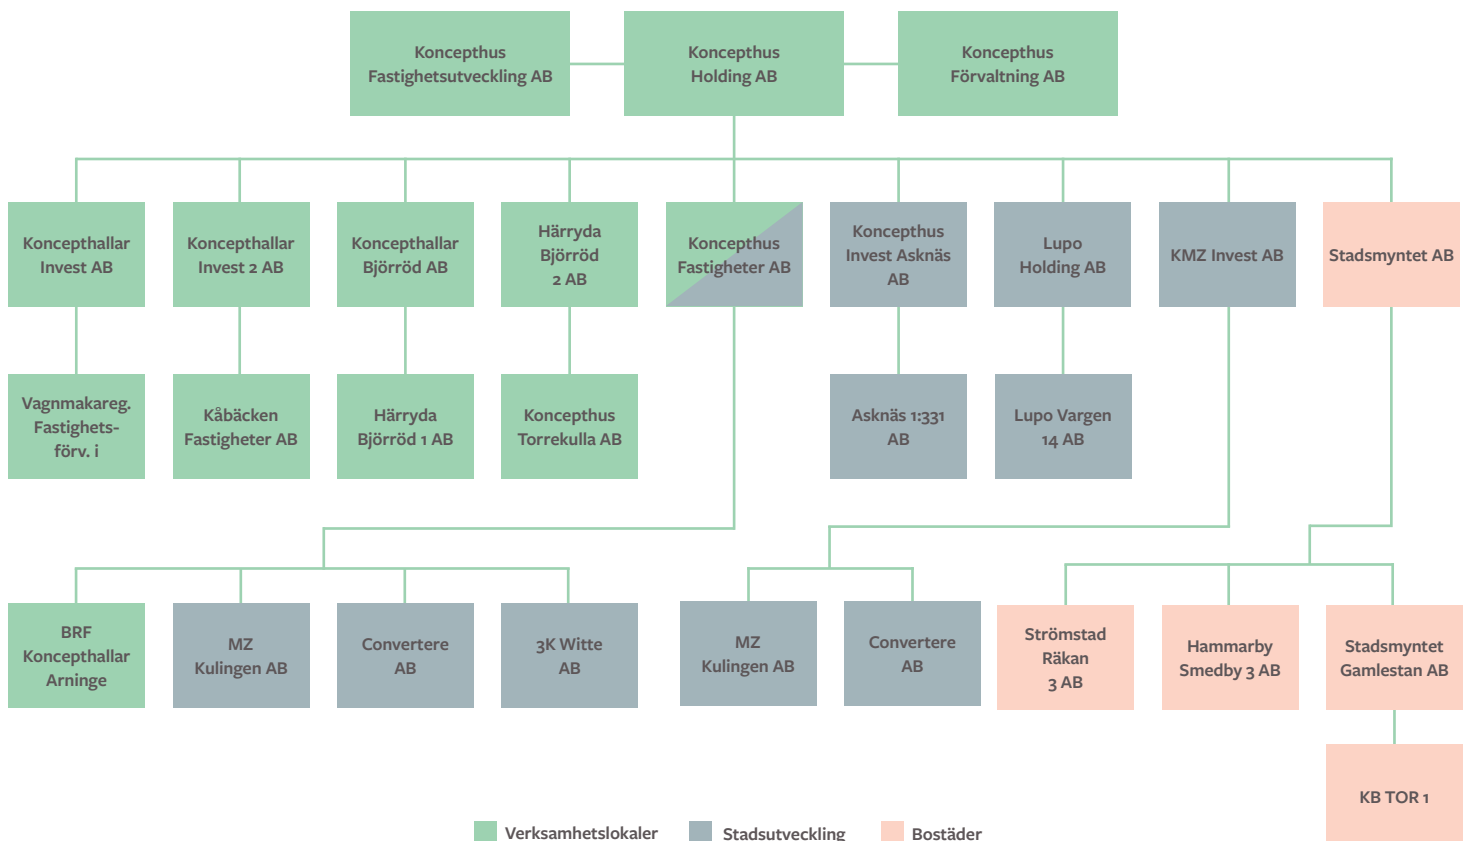 Koncepthus
Fastighetsutveckling AB
Koncepthus
Holding AB
Koncepthus
Förvaltning AB
Koncepthallar
Invest AB
Koncepthallar
Invest 2 AB
Koncepthallar
Björröd AB
Härryda
Björröd
2 AB
Koncepthus
Fastigheter AB
Koncepthus
Invest Asknäs
AB
Lupo
Holding AB
KMZ Invest AB
Stadsmyntet AB
Vagnmakareg.
Fastighets-
förv. i
Kåbäcken
Fastigheter AB
Härryda
Björröd 1 AB
Koncepthus
Torrekulla AB
Asknäs 1:331
AB
Lupo Vargen
14 AB
BRF
Koncepthallar
Arninge
MZ
Kulingen AB
Convertere
AB
3K Witte
AB
MZ
Kulingen AB
Convertere
AB
Strömstad
Räkan
3 AB
Hammarby
Smedby 3 AB
Stadsmyntet
Gamlestan AB
KB TOR 1
Verksamhetslokaler
Stadsutveckling
Bostäder